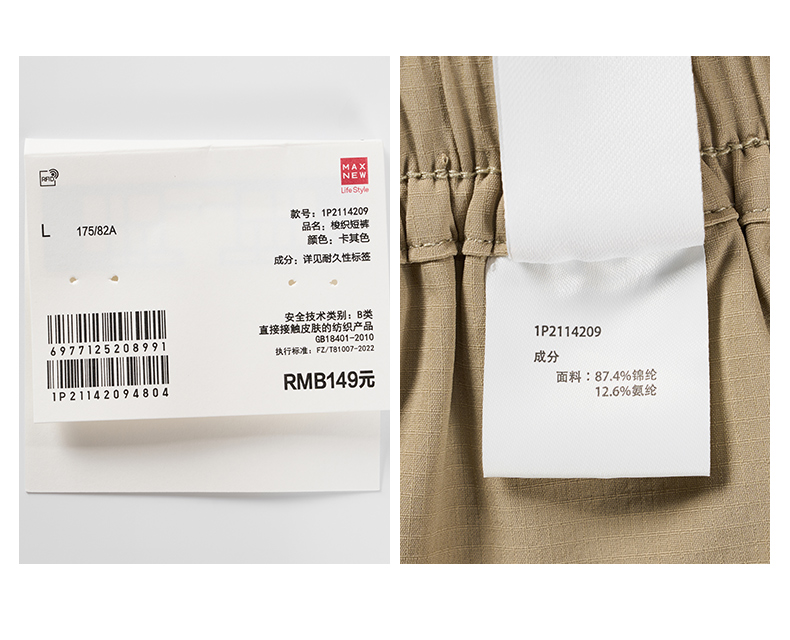 RFID
MAX
NEW
Life Style
L
175/82A
款号：1P2114209
品名：梭织短裤
颜色：卡其色
成分：详见耐久性标签
安全技术类别：B类
直接接触皮肤的纺织产品
GB18401-2010
执行标准：FZ/T81007-2022
RMB149元
6977125208991
1P21142094804
1P2114209
成分
面料：87.4%锦纶
12.6%氨纶